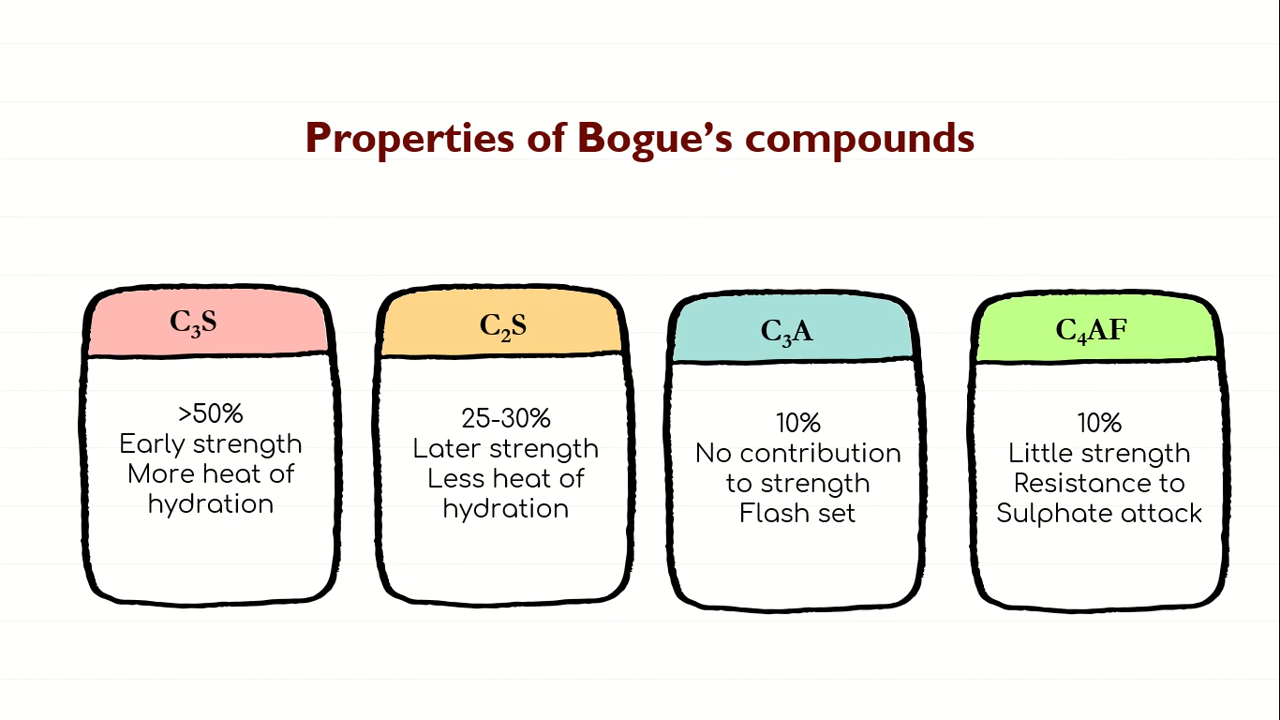 Properties of Bogue’s compounds
C₃S
>50%
Early strength
More heat of
hydration
C₂S
25-30%
Later strength
Less heat of
hydration
C₃A
10%
No contribution
to strength
Flash set
C₄AF
10%
Little strength
Resistance to
Sulphate attack